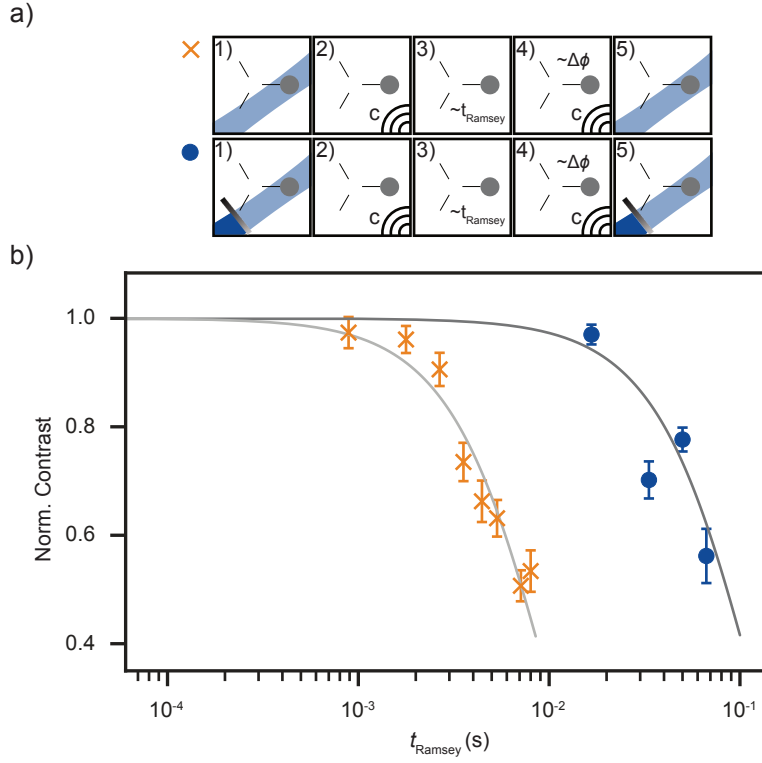 a)
1) 2) 3) 4) 5)
~Δϕ
c ~t_Ramsey c
1) 2) 3) 4) 5)
~Δϕ
c ~t_Ramsey c
b)
1.0
0.8
0.6
0.4
Norm. Contrast
10⁻⁴ 10⁻³ 10⁻² 10⁻¹
t_Ramsey (s)